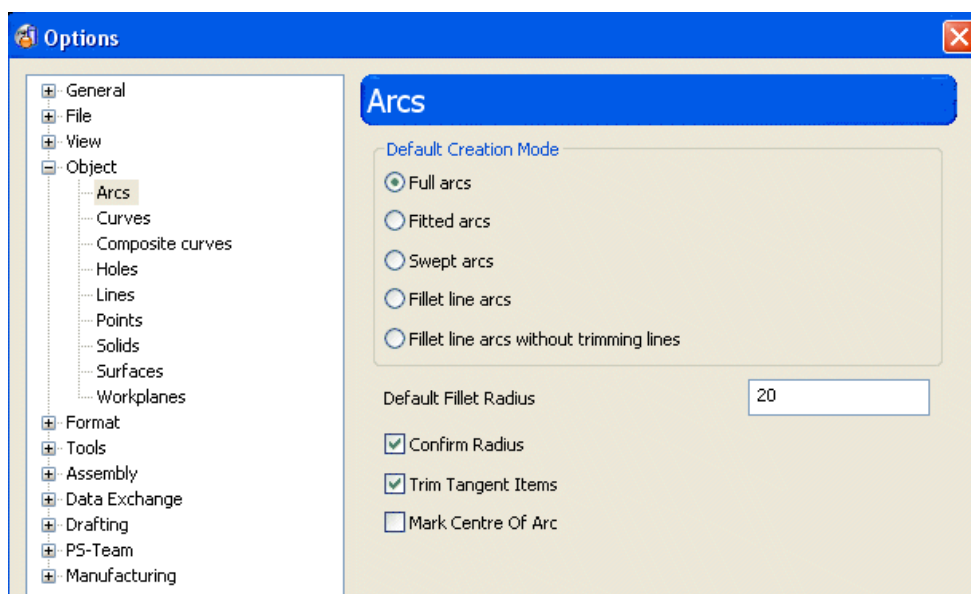 Options
General
File
View
Object
Arcs
Curves
Composite curves
Holes
Lines
Points
Solids
Surfaces
Workplanes
Format
Tools
Assembly
Data Exchange
Drafting
PS-Team
Manufacturing
Arcs
Default Creation Mode
Full arcs
Fitted arcs
Swept arcs
Fillet line arcs
Fillet line arcs without trimming lines
Default Fillet Radius
20
Confirm Radius
Trim Tangent Items
Mark Centre Of Arc